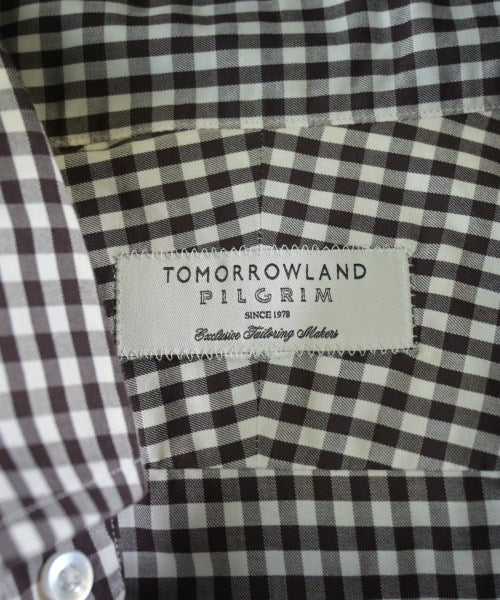 TOMORROWLAND
PILGRIM
SINCE 1978
Exclusive Tailoring Makers